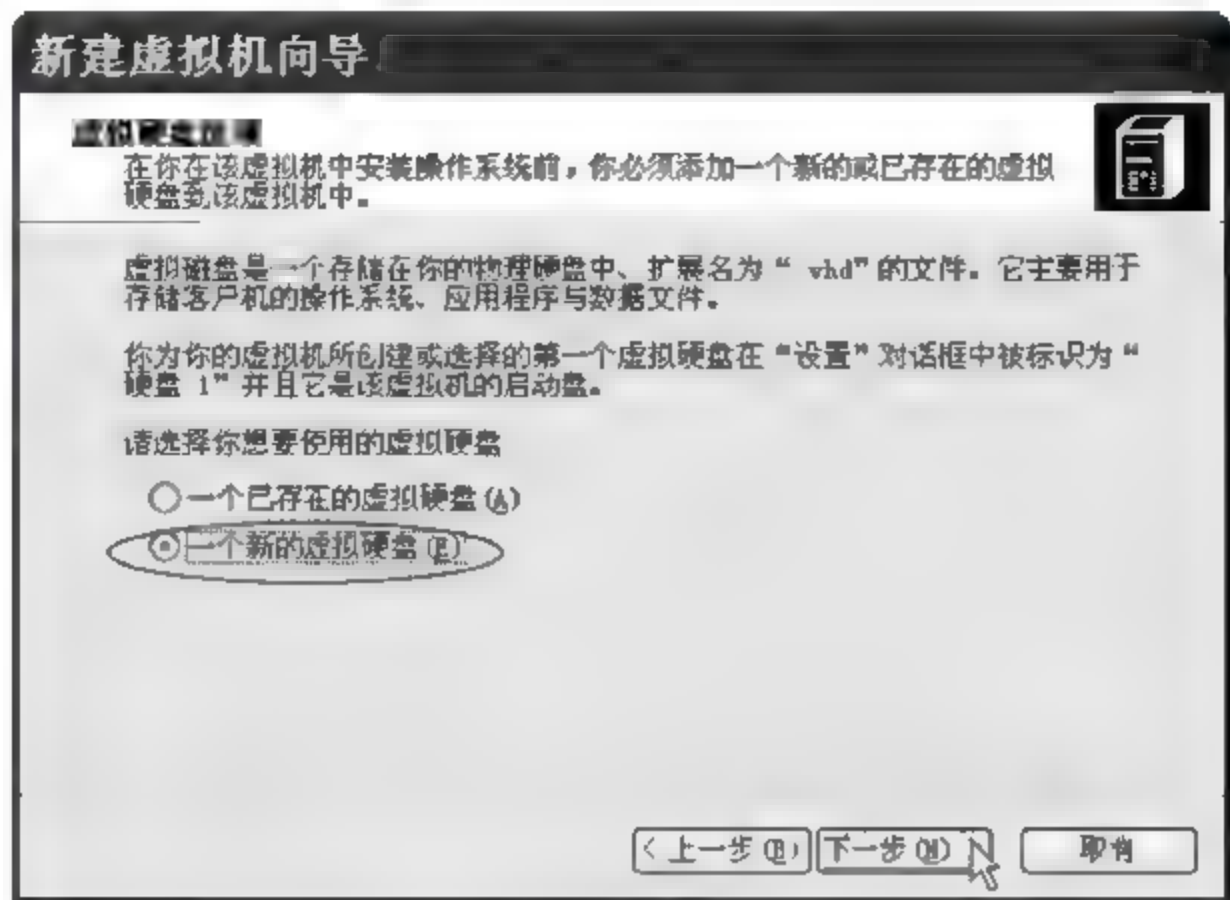 新建虚拟机向导
虚拟硬盘选项
在你在该虚拟机中安装操作系统前，你必须添加一个新的或已存在的虚拟
硬盘到该虚拟机中。
虚拟磁盘是一个存储在你的物理硬盘中、扩展名为“ vhd”的文件。它主要用于
存储客户机的操作系统、应用程序与数据文件。
你为你的虚拟机所创建或选择的第一个虚拟硬盘在“设置”对话框中被标识为“
硬盘 1”并且它是该虚拟机的启动盘。
请选择你想要使用的虚拟硬盘
一个已存在的虚拟硬盘(A)
一个新的虚拟硬盘(E)
< 上一步(B)
下一步(N)
取消